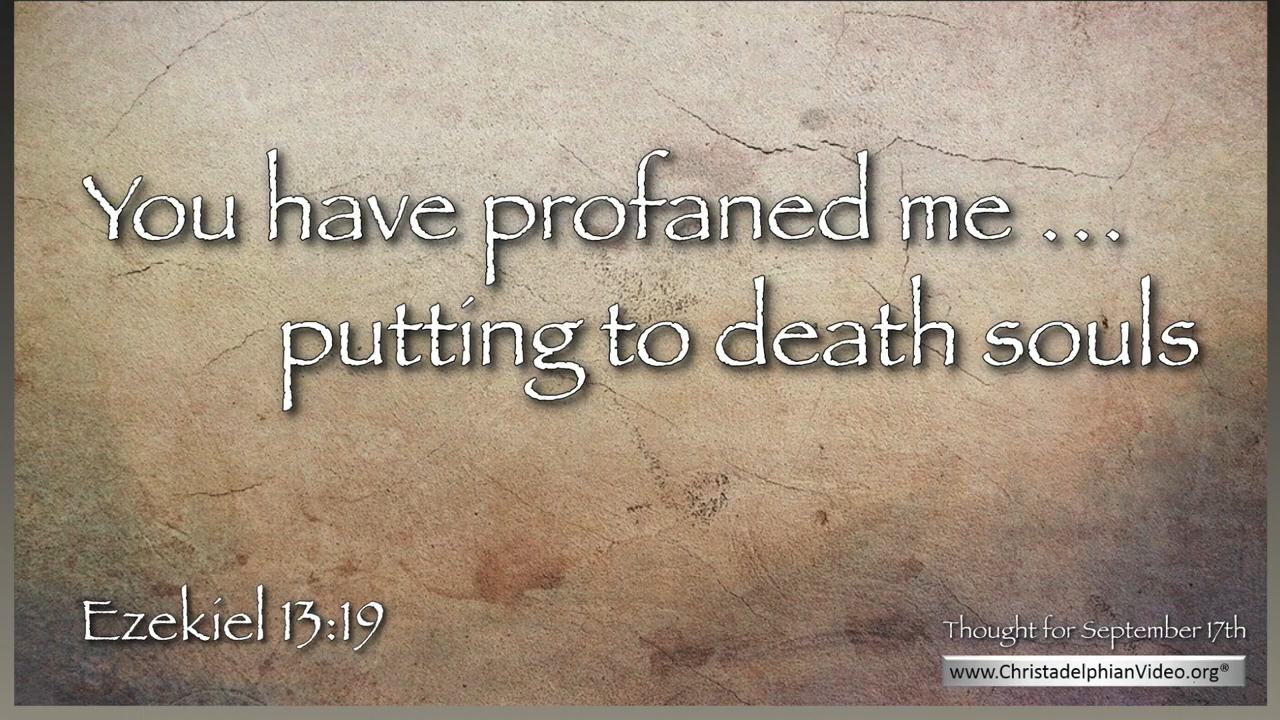 You have profaned me ...
putting to death souls
Ezekiel 13:19
Thought for September 17th
www.ChristadelphianVideo.org®